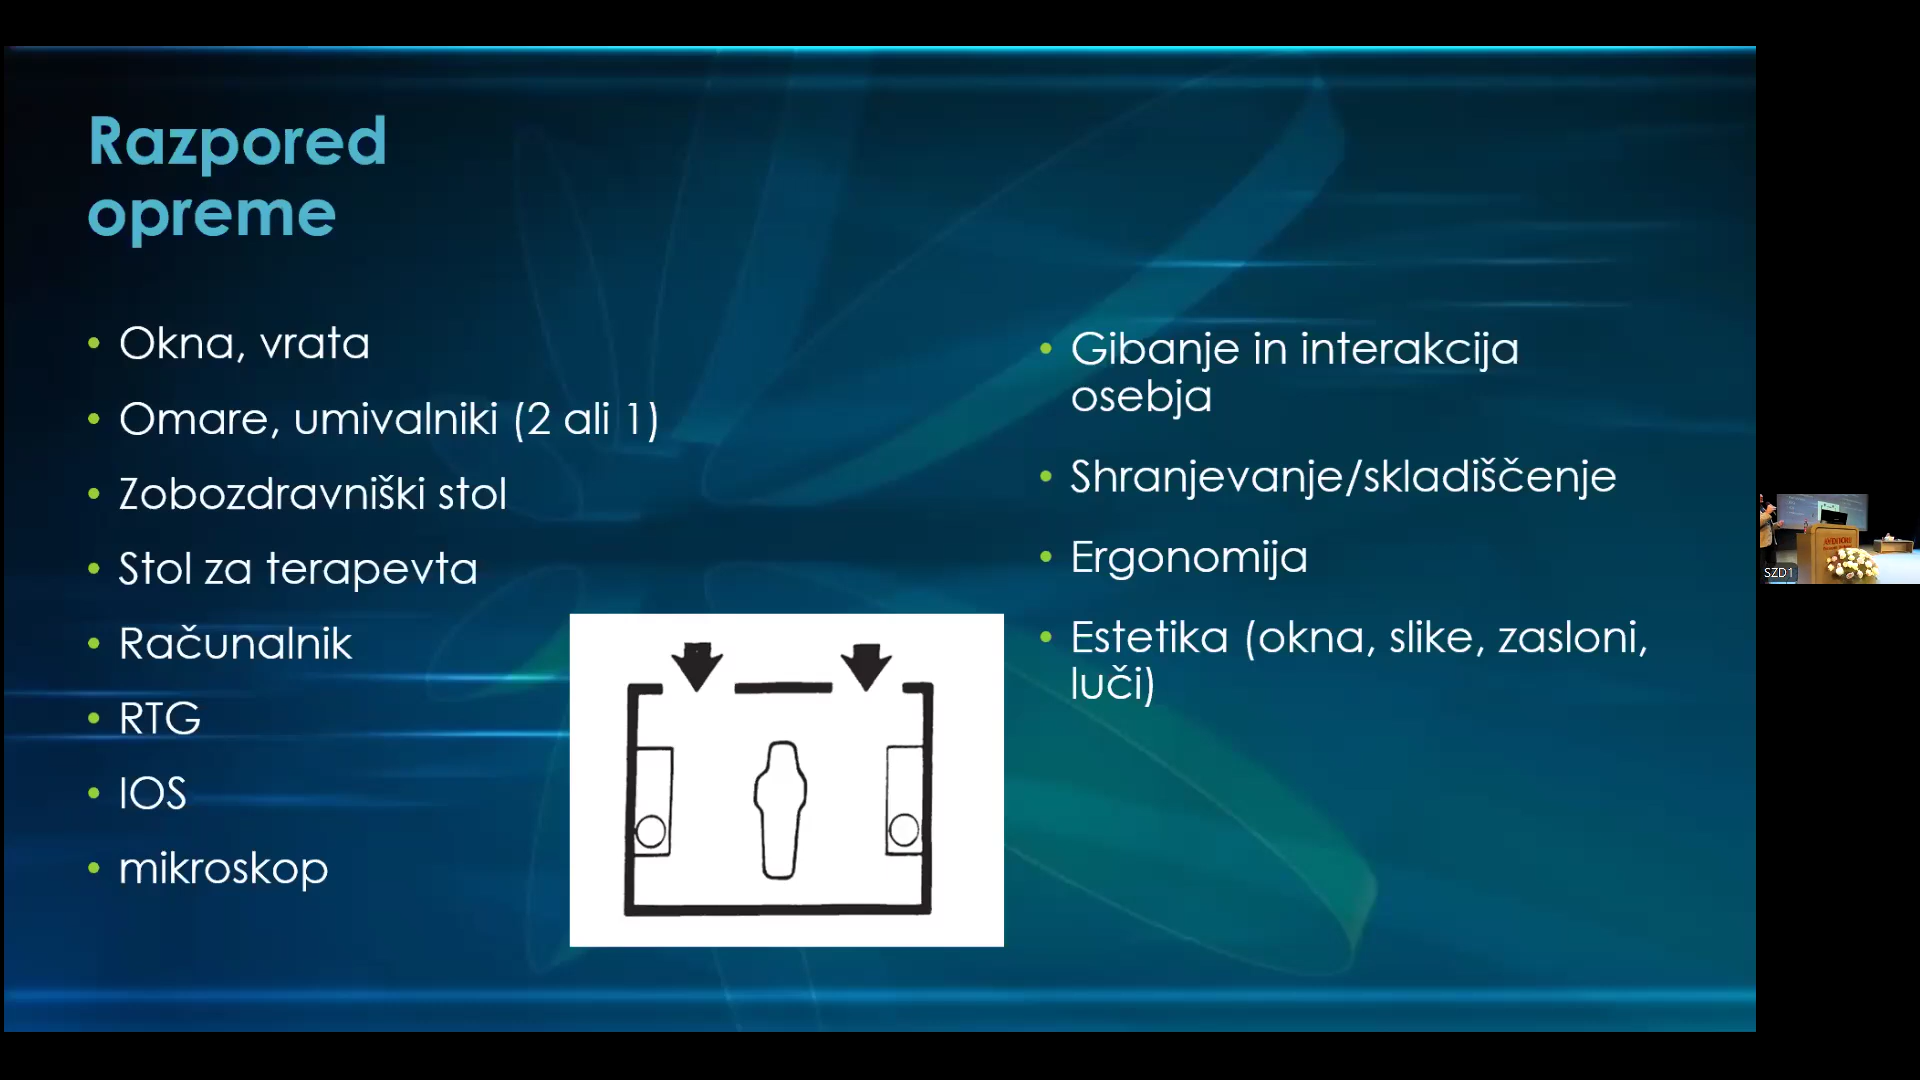 Razpored
opreme
• Okna, vrata
• Omare, umivalniki (2 ali 1)
• Zobozdravniški stol
• Stol za terapevta
• Računalnik
• RTG
• IOS
• mikroskop
• Gibanje in interakcija
osebja
• Shranjevanje/skladiščenje
• Ergonomija
• Estetika (okna, slike, zasloni,
luči)
SZD1